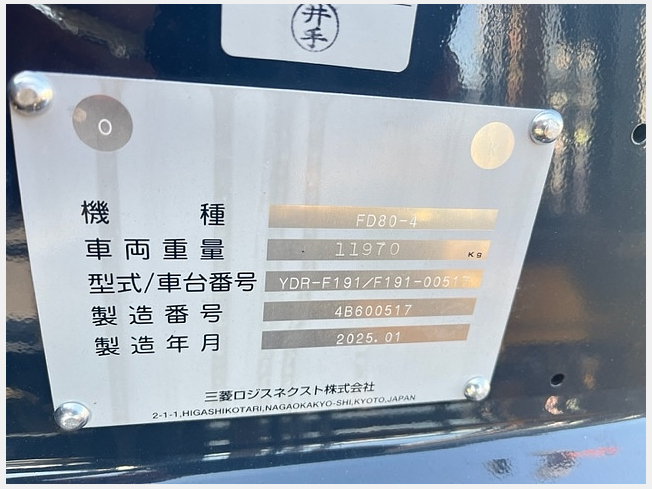 井手
O
K
機種 FD80-4
車両重量 11970 Kg
型式/車台番号 YDR-F191/F191-00517
製造番号 4B600517
製造年月 2025.01
三菱ロジスネクスト株式会社
2-1-1,HIGASHIKOTARI,NAGAOKAKYO-SHI,KYOTO,JAPAN